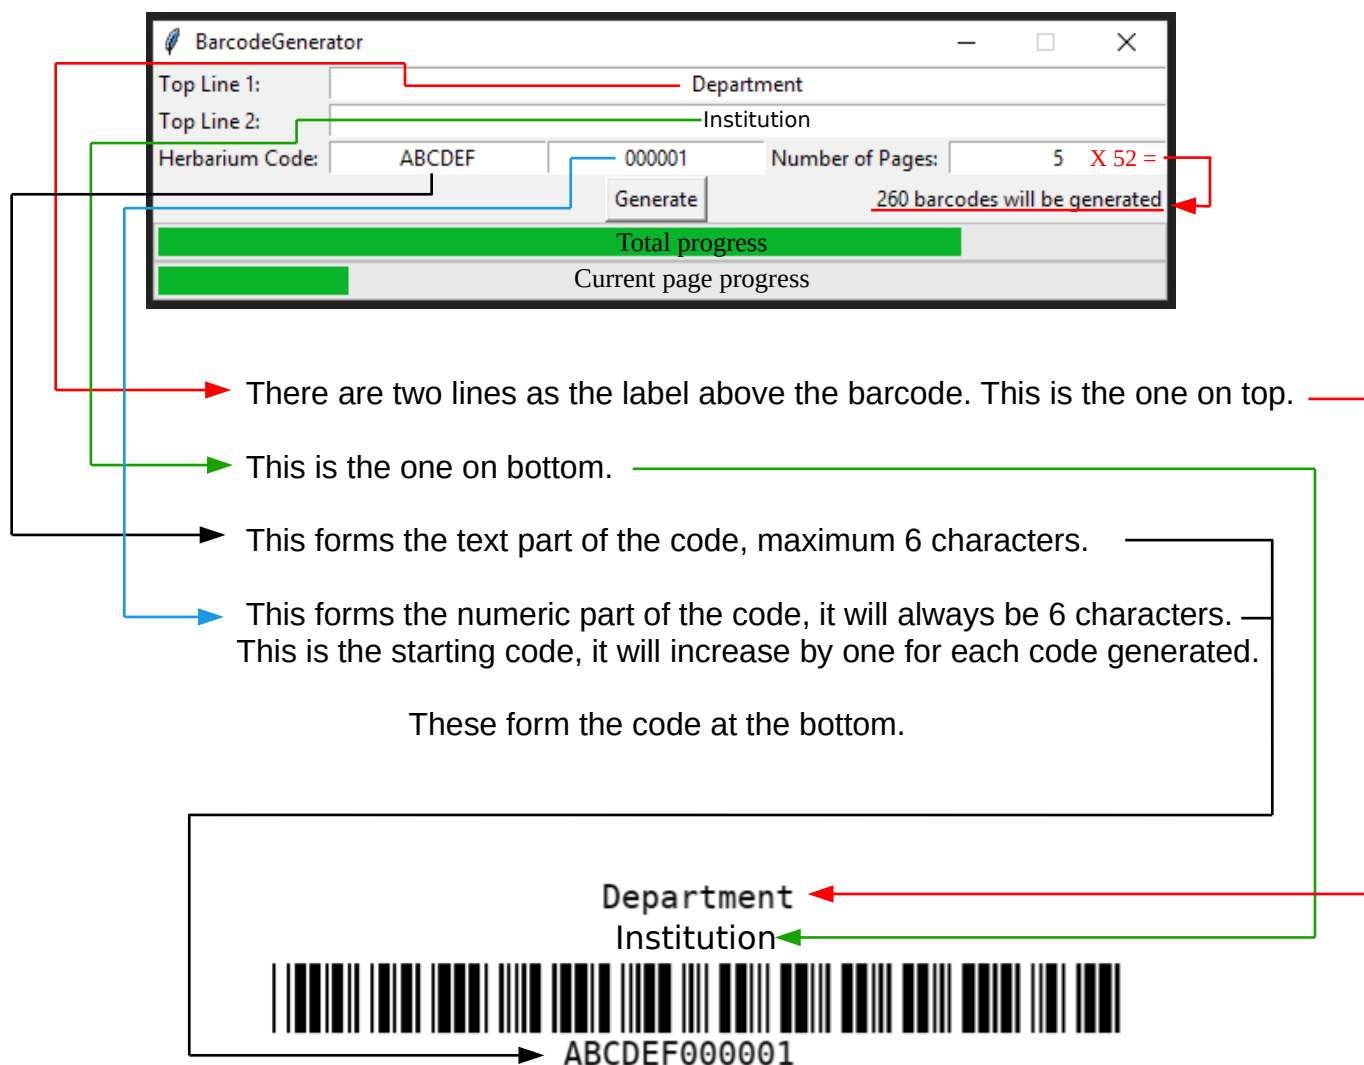 BarcodeGenerator
Top Line 1: Department
Top Line 2: Institution
Herbarium Code: ABCDEF 000001 Number of Pages: 5 X 52 =
Generate 260 barcodes will be generated
Total progress
Current page progress
There are two lines as the label above the barcode. This is the one on top.
This is the one on bottom.
This forms the text part of the code, maximum 6 characters.
This forms the numeric part of the code, it will always be 6 characters.
This is the starting code, it will increase by one for each code generated.
These form the code at the bottom.
Department
Institution
ABCDEF000001